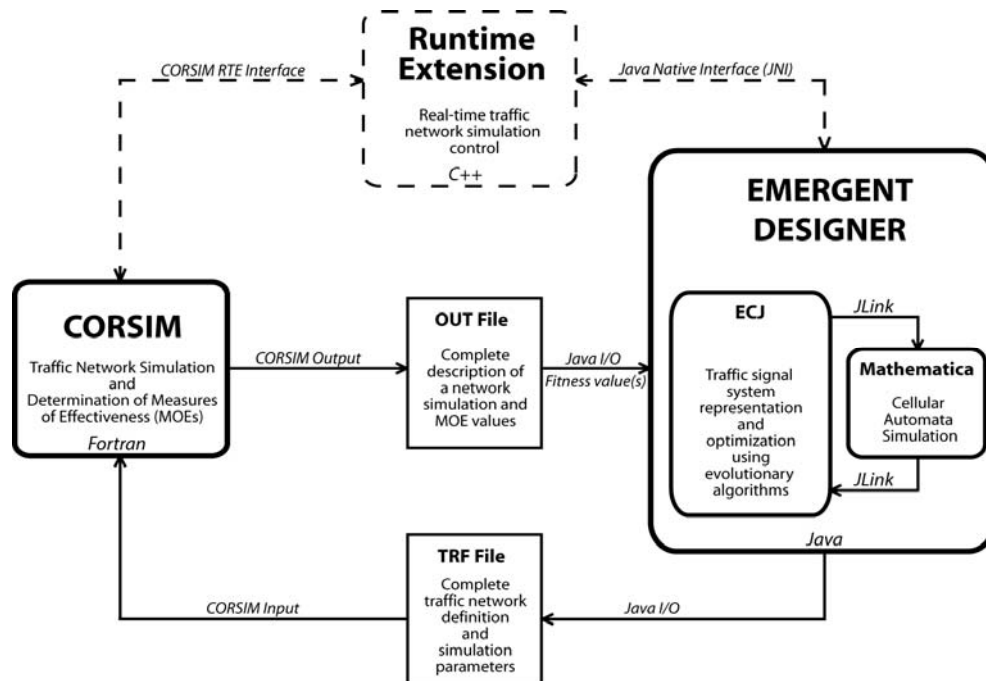 Runtime
Extension
Real-time traffic
network simulation
control
C++
CORSIM RTE Interface
Java Native Interface (JNI)
EMERGENT
DESIGNER
CORSIM
Traffic Network Simulation
and
Determination of Measures
of Effectiveness (MOEs)
Fortran
CORSIM Output
OUT File
Complete
description of
a network
simulation and
MOE values
Java I/O
Fitness value(s)
ECJ
Traffic signal
system
representation
and
optimization
using
evolutionary
algorithms
JLink
Mathematica
Cellular
Automata
Simulation
JLink
Java
TRF File
Complete
traffic network
definition
and
simulation
parameters
CORSIM Input
Java I/O